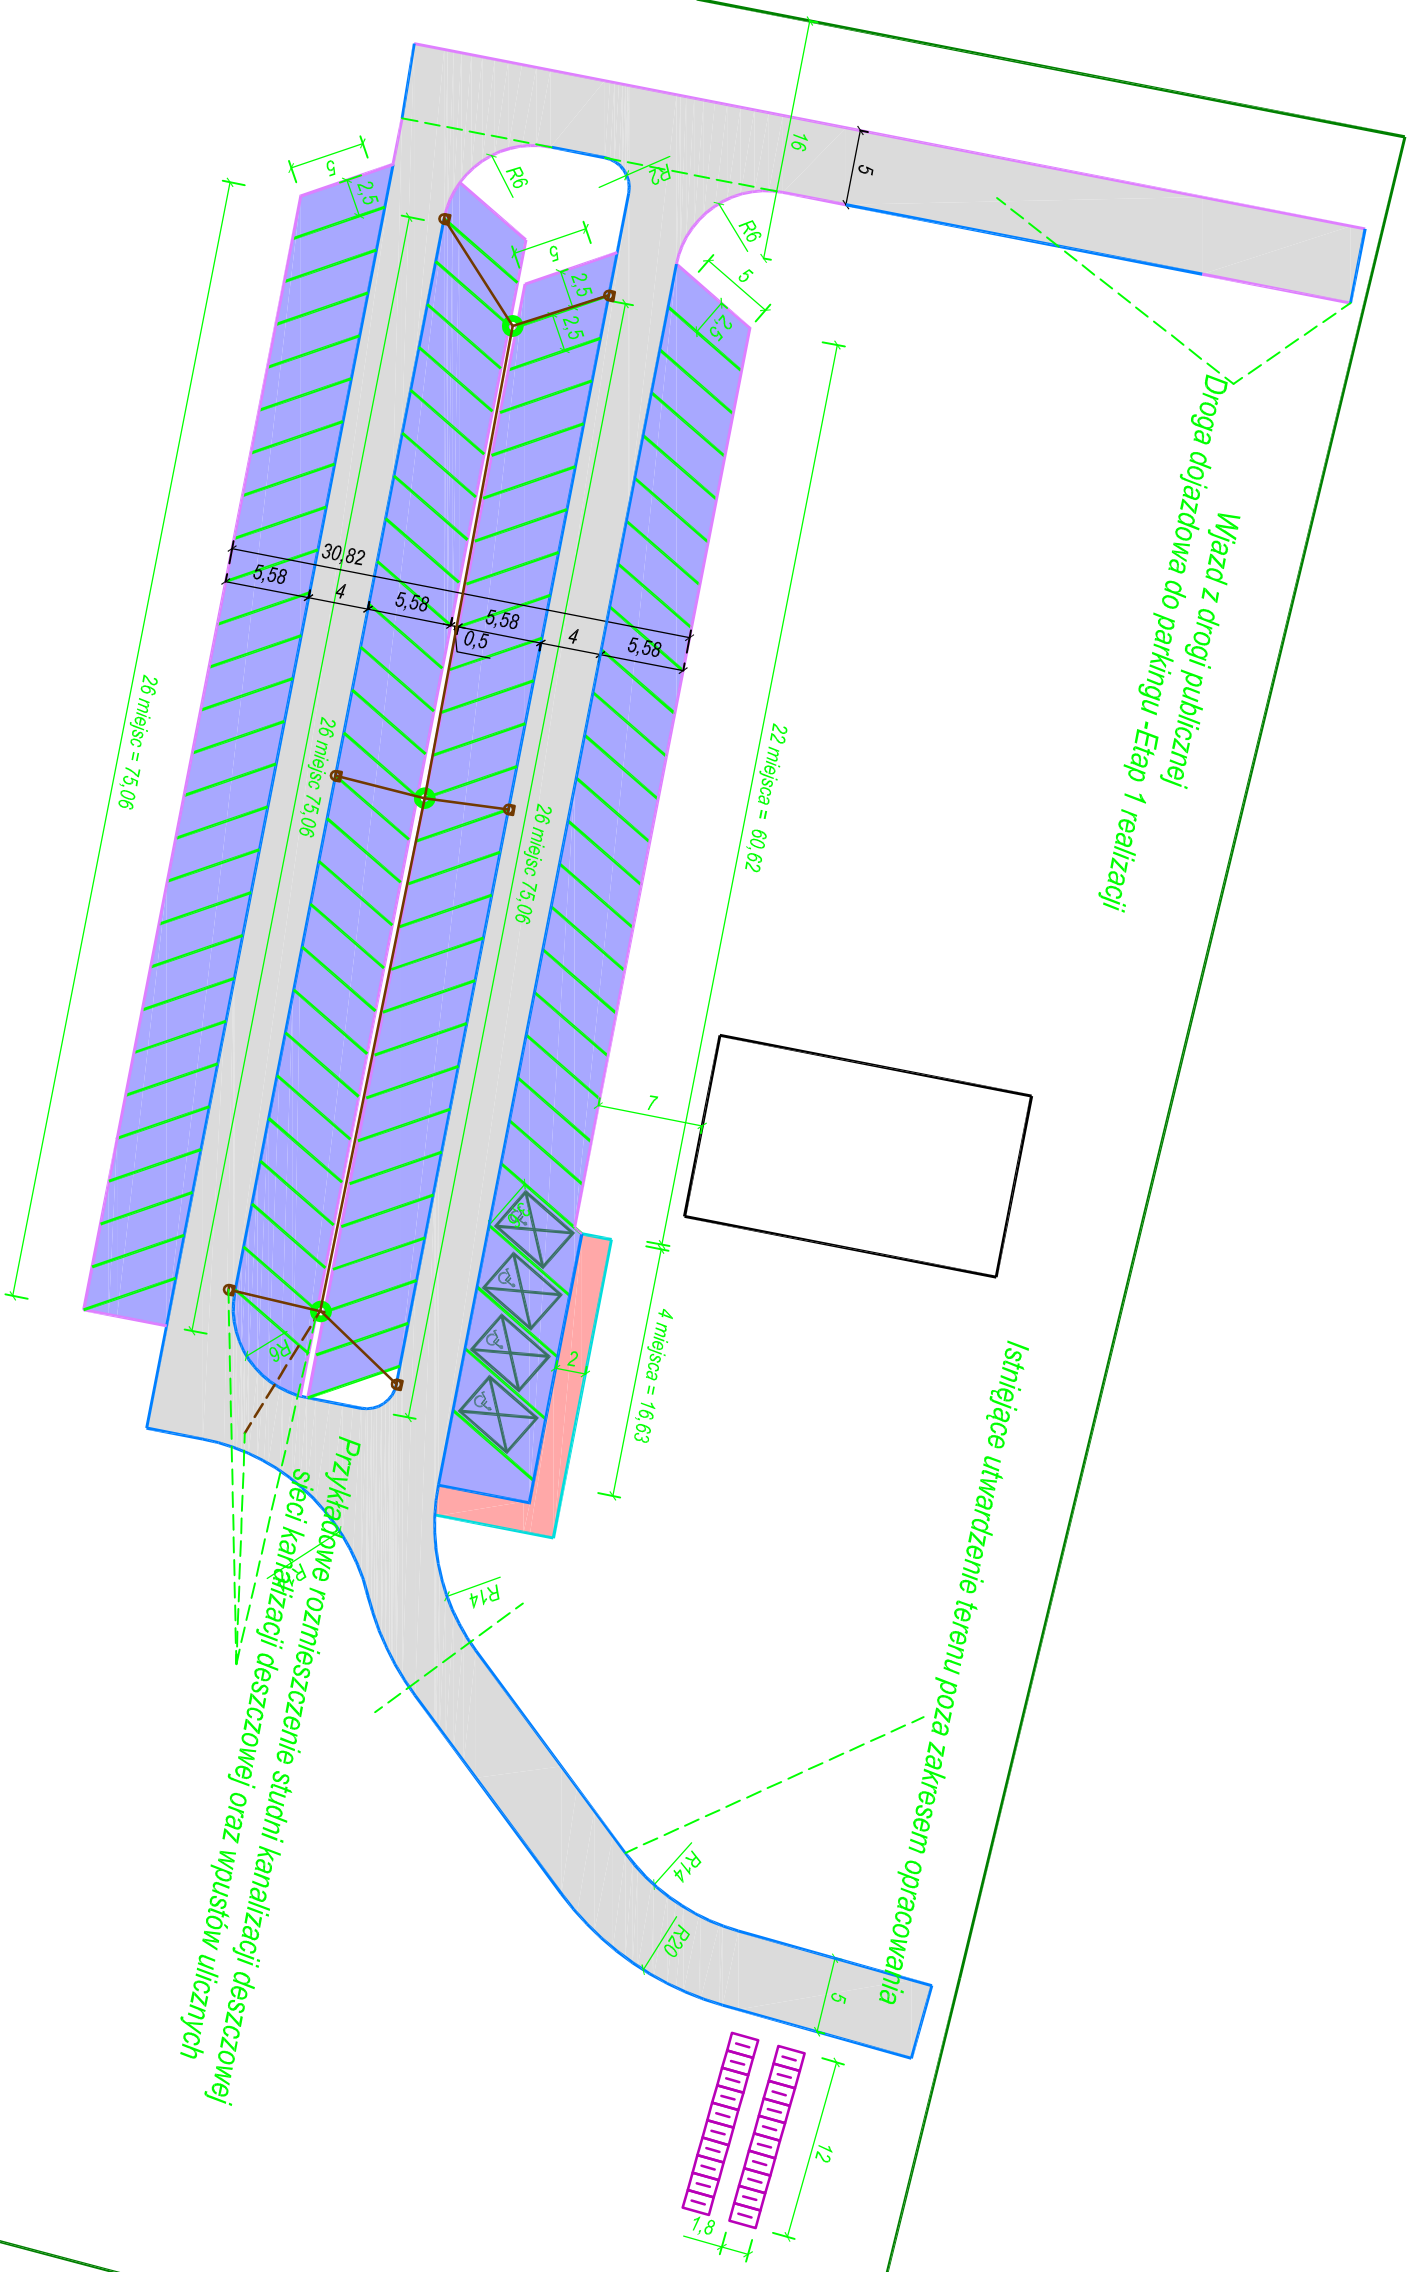 16
5
5
2,5
R6
R2
R6
5
2,5
2,5
5
2,5
Wjazd z drogi publicznej
Droga dojazdowa do parkingu -Etap 1 realizacji
30,82
5,58
4
5,58
0,5
5,58
4
5,58
26 miejsc = 75,06
26 miejsc 75,06
26 miejsc 75,06
22 miejsca = 60,62
7
4 miejsca = 16,63
2
R6
Przykładowe rozmieszczenie studni kanalizacji deszczowej
sieci kanalizacji deszczowej oraz wpustów ulicznych
R14
Istniejące utwardzenie terenu poza zakresem opracowania
R14
R20
5
12
1,8